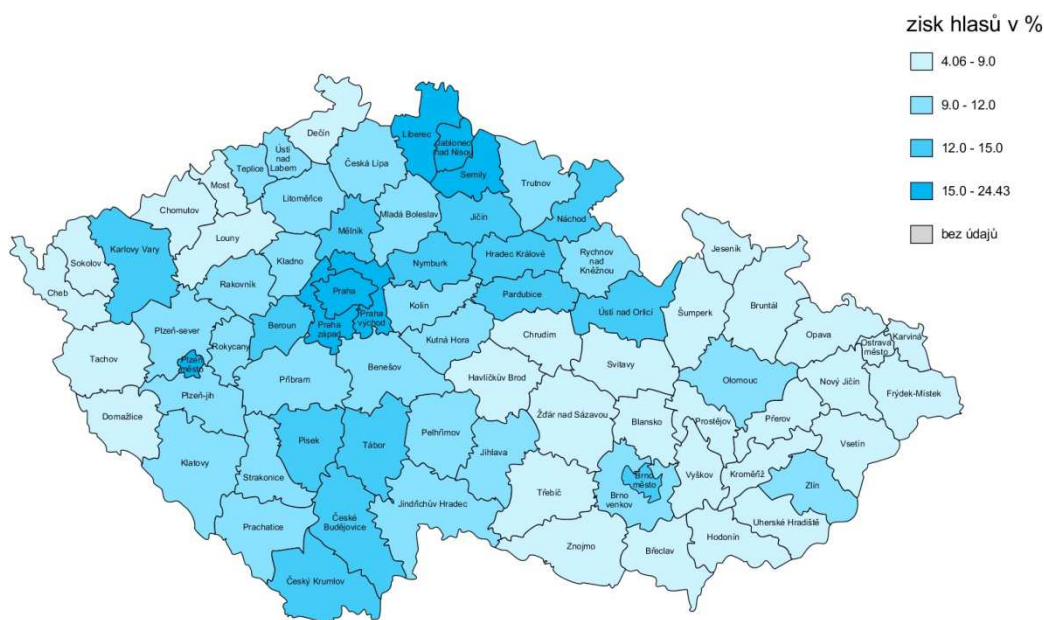 zisk hlasů v %
4.06 - 9.0
9.0 - 12.0
12.0 - 15.0
15.0 - 24.43
bez údajů
Děčín
Liberec
Jablonec
nad Nisou
Ústí
nad
Labem
Česká Lípa
Teplice
Semily
Trutnov
Most
Chomutov
Litoměřice
Mladá Boleslav
Jičín
Náchod
Louny
Mělník
Karlovy Vary
Sokolov
Cheb
Kladno
Nymburk
Hradec Králové
Rychnov
nad
Kněžnou
Jeseník
Rakovník
Praha
Kolín
Pardubice
Ústí nad Orlicí
Šumperk
Bruntál
Plzeň-sever
Beroun
Praha
západ
Praha
východ
Kutná Hora
Chrudim
Opava
Karviná
Ostrava
město
Rokycany
Tachov
Plzeň
město
Svitavy
Benešov
Příbram
Havlíčkův Brod
Olomouc
Nový Jičín
Frýdek-Místek
Plzeň-jih
Domažlice
Žďár nad Sázavou
Blansko
Prostějov
Přerov
Písek
Tábor
Pelhřimov
Jihlava
Vsetín
Klatovy
Strakonice
Brno
město
Vyškov
Kroměříž
Zlín
Třebíč
Brno
venkov
Jindřichův Hradec
České
Budějovice
Prachatice
Uherské Hradiště
Hodonín
Znojmo
Břeclav
Český Krumlov